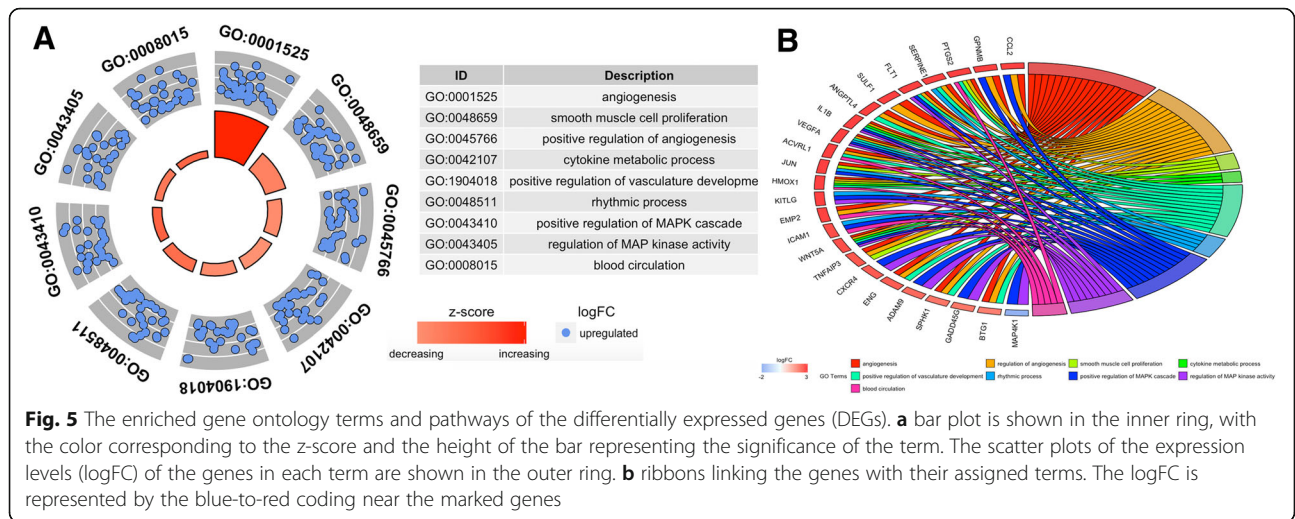 A
GO:0001525
GO:0048659
GO:0045766
GO:0042107
GO:1904018
GO:0048511
GO:0043410
GO:0043405
GO:0008015
ID Description
GO:0001525 angiogenesis
GO:0048659 smooth muscle cell proliferation
GO:0045766 positive regulation of angiogenesis
GO:0042107 cytokine metabolic process
GO:1904018 positive regulation of vasculature developme
GO:0048511 rhythmic process
GO:0043410 positive regulation of MAPK cascade
GO:0043405 regulation of MAP kinase activity
GO:0008015 blood circulation
z-score logFC
decreasing increasing upregulated
B
CCL2
GPNMB
PTGS2
SERPINE1
FLT1
SULF1
ANGPTL4
IL1B
VEGFA
ACVRL1
JUN
HMOX1
KITLG
EMP2
ICAM1
WNT5A
TNFAIP3
CXCR4
ENG
ADAM9
SPHK1
GADD45G
BTG1
MAP4K1
logFC
-2 3
GO Terms
angiogenesis regulation of angiogenesis smooth muscle cell proliferation cytokine metabolic process
positive regulation of vasculature development rhythmic process positive regulation of MAPK cascade regulation of MAP kinase activity
blood circulation
Fig. 5 The enriched gene ontology terms and pathways of the differentially expressed genes (DEGs). a bar plot is shown in the inner ring, with
the color corresponding to the z-score and the height of the bar representing the significance of the term. The scatter plots of the expression
levels (logFC) of the genes in each term are shown in the outer ring. b ribbons linking the genes with their assigned terms. The logFC is
represented by the blue-to-red coding near the marked genes